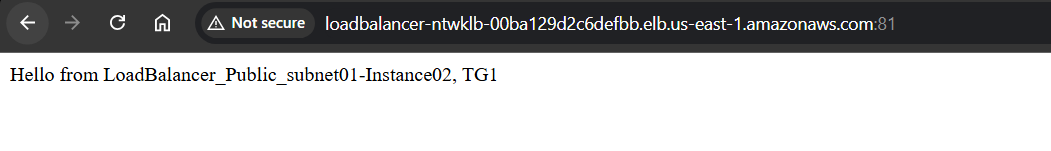 Not secure loadbalancer-ntwklb-00ba129d2c6defbb.elb.us-east-1.amazonaws.com:81
Hello from LoadBalancer_Public_subnet01-Instance02, TG1